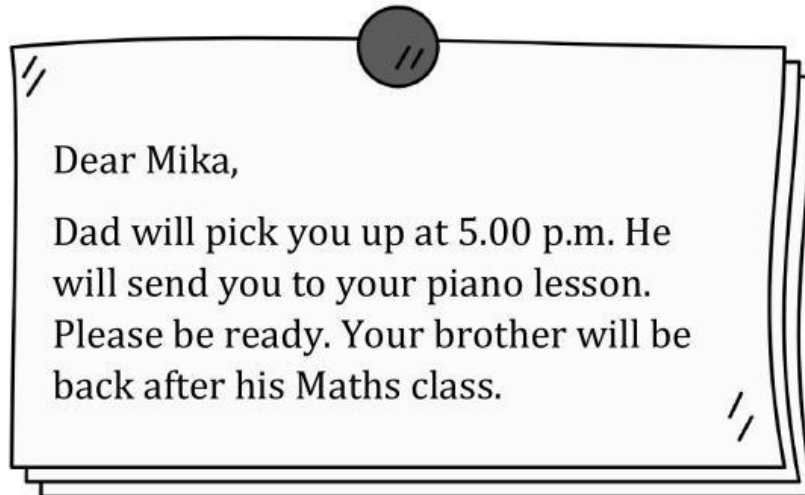 Dear Mika,
Dad will pick you up at 5.00 p.m. He
will send you to your piano lesson.
Please be ready. Your brother will be
back after his Maths class.